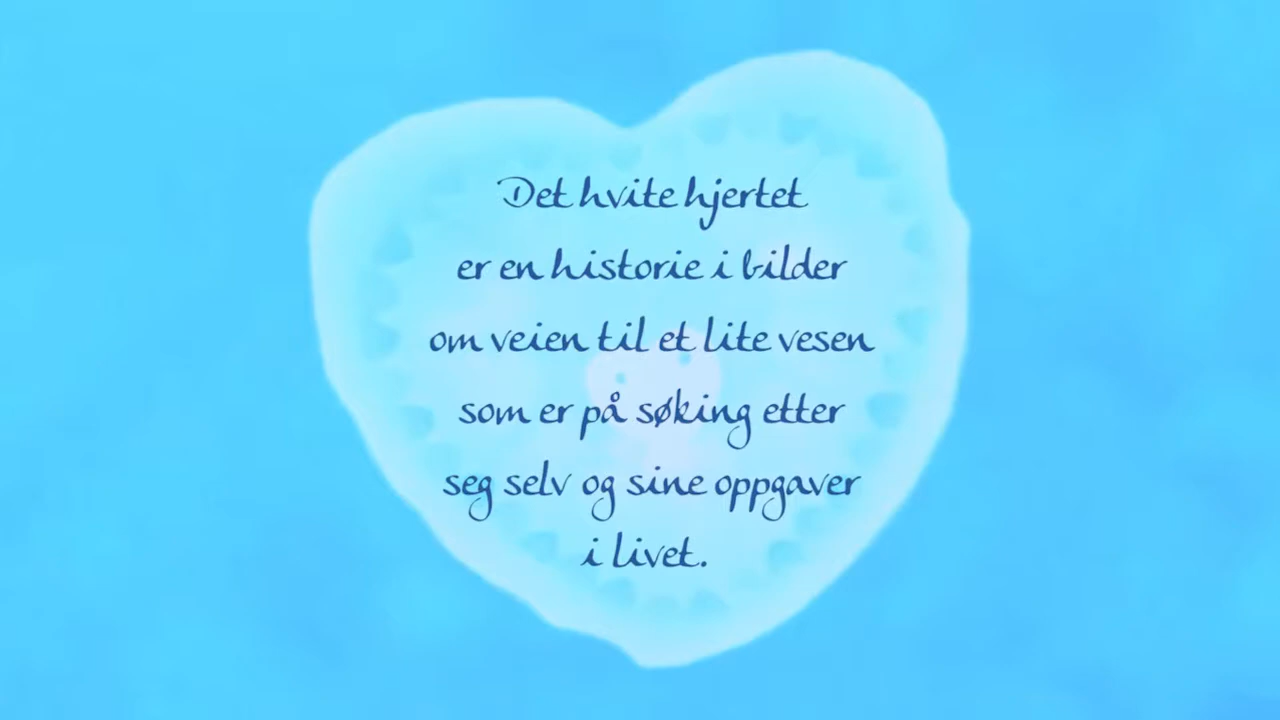 Det hvite hjertet
er en historie i bilder
om veien til et lite vesen
som er på søking etter
seg selv og sine oppgaver
i livet.